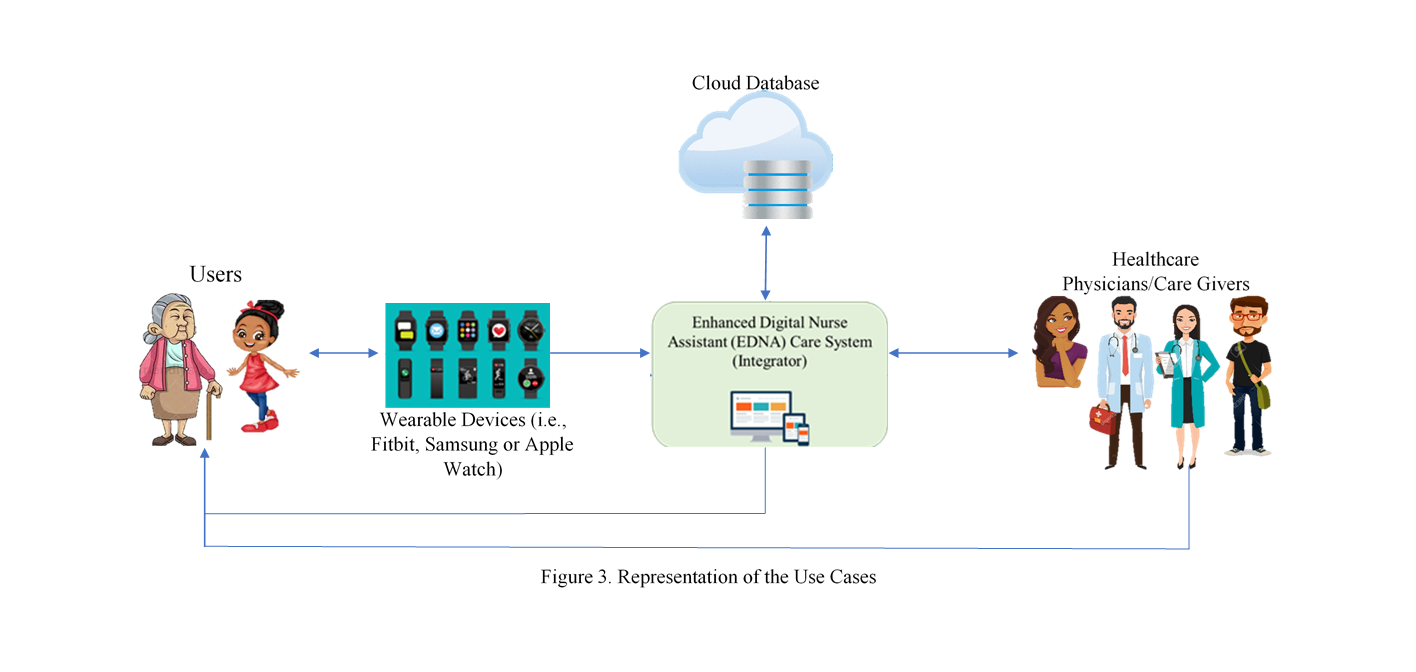 Cloud Database
Users
Healthcare
Physicians/Care Givers
Enhanced Digital Nurse
Assistant (EDNA) Care System
(Integrator)
Wearable Devices (i.e.,
Fitbit, Samsung or Apple
Watch)
Figure 3. Representation of the Use Cases